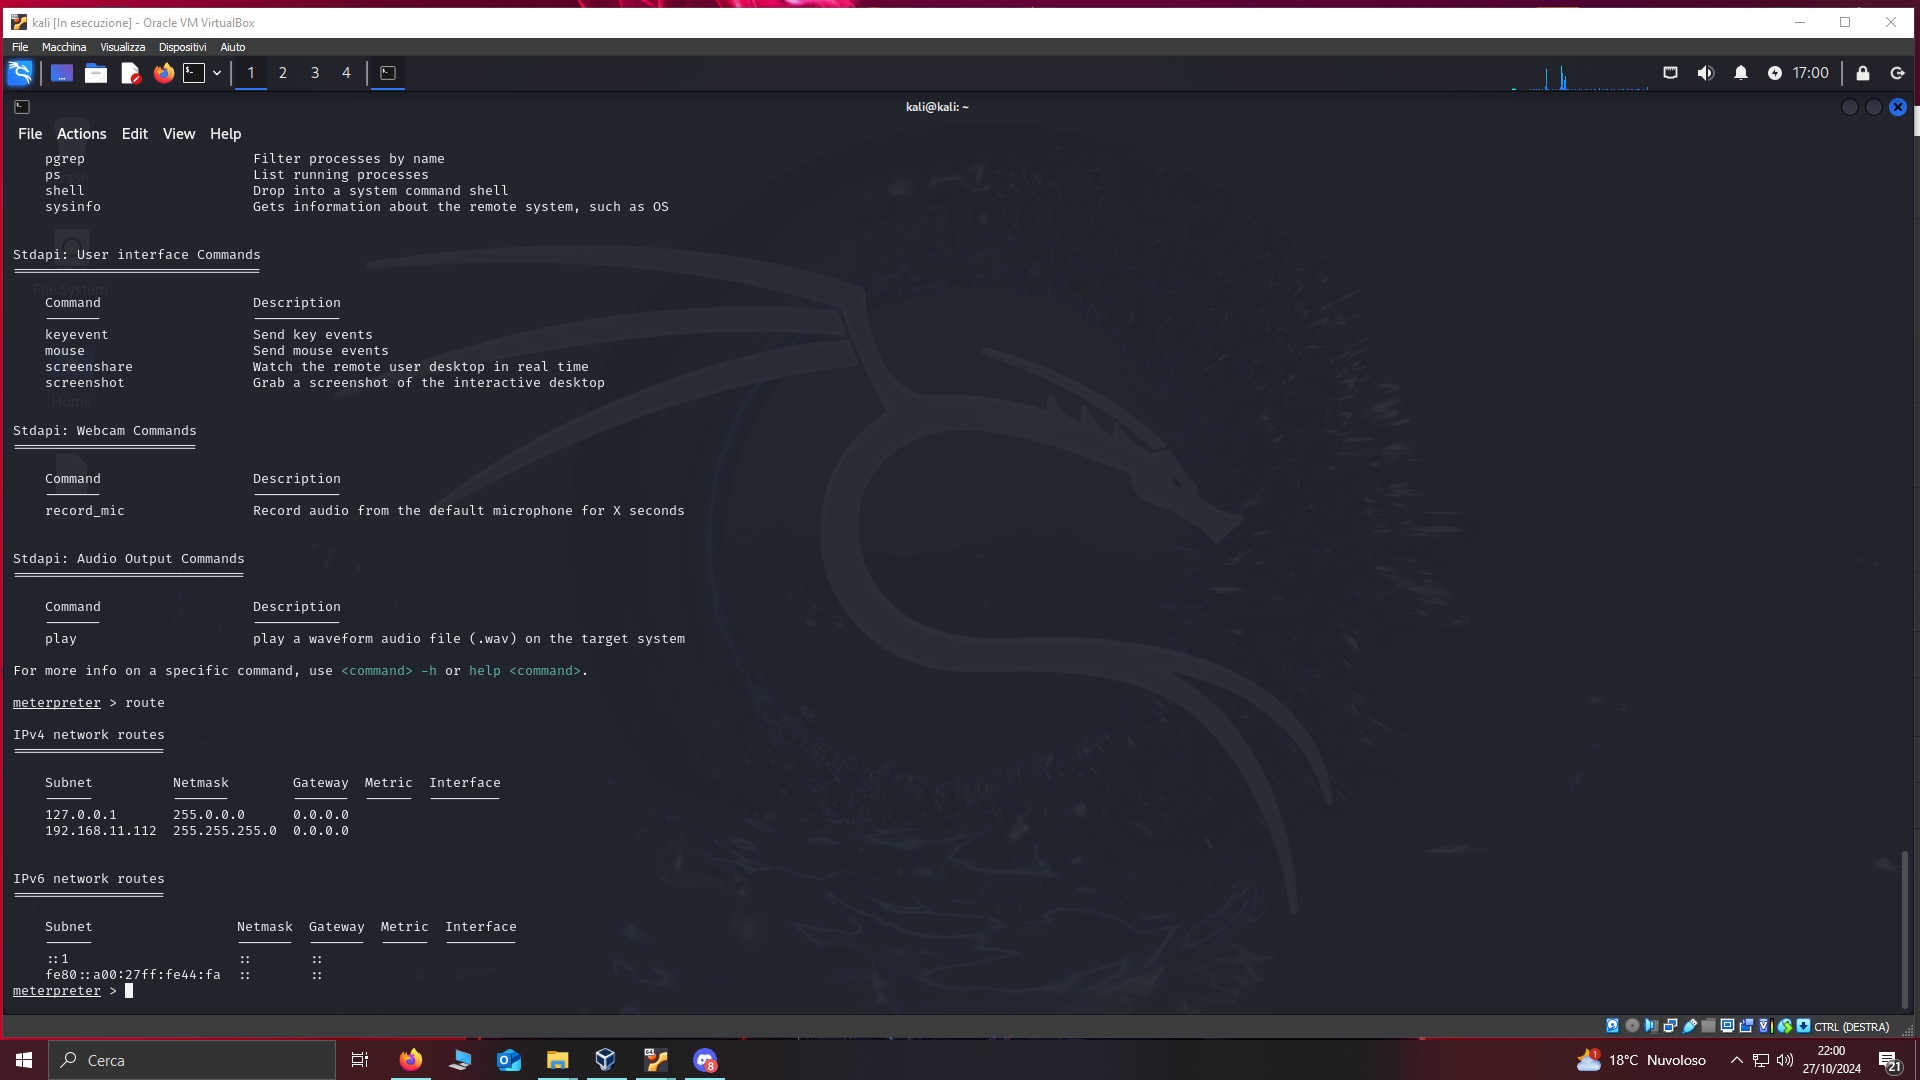 kali [In esecuzione] - Oracle VM VirtualBox
File Macchina Visualizza Dispositivi Aiuto
1 2 3 4 17:00
kali@kali: ~
File Actions Edit View Help
pgrep Filter processes by name
ps List running processes
shell Drop into a system command shell
sysinfo Gets information about the remote system, such as OS
Stdapi: User interface Commands
File System
Command Description
keyevent Send key events
mouse Send mouse events
screenshare Watch the remote user desktop in real time
screenshot Grab a screenshot of the interactive desktop
Home
Stdapi: Webcam Commands
Command Description
record_mic Record audio from the default microphone for X seconds
Stdapi: Audio Output Commands
Command Description
play play a waveform audio file (.wav) on the target system
For more info on a specific command, use <command> -h or help <command>.
meterpreter > route
IPv4 network routes
Subnet Netmask Gateway Metric Interface
127.0.0.1 255.0.0.0 0.0.0.0
192.168.11.112 255.255.255.0 0.0.0.0
IPv6 network routes
Subnet Netmask Gateway Metric Interface
::1 :: ::
fe80::a00:27ff:fe44:fa :: ::
meterpreter >
CTRL (DESTRA)
Cerca
8
1
18°C Nuvoloso
22:00
27/10/2024
21